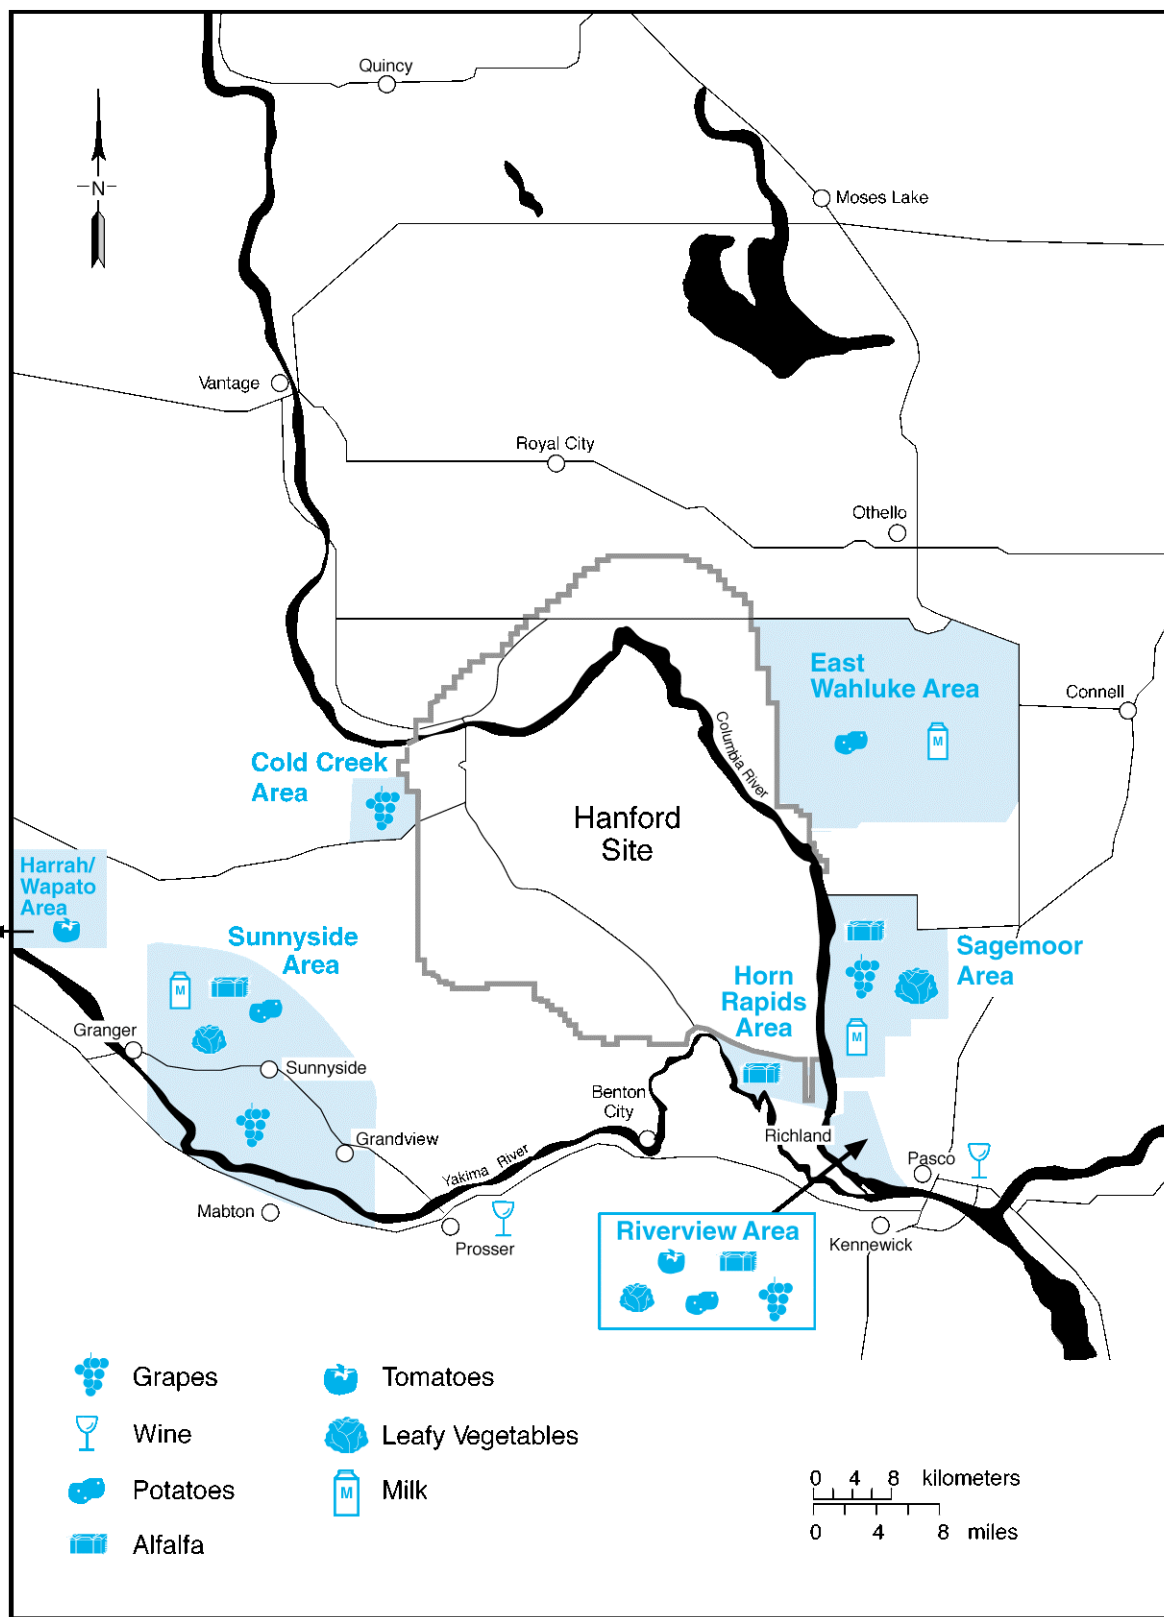 Quincy
N
Moses Lake
Vantage
Royal City
Othello
East
Wahluke Area
Connell
M
Columbia River
Cold Creek
Area
Hanford
Site
Harrah/
Wapato
Area
Sunnyside
Area
Sagemoor
Area
Horn
Rapids
Area
M
M
Granger
Sunnyside
Benton
City
Grandview
Richland
Pasco
Yakima River
Mabton
Prosser
Riverview Area
Kennewick
Grapes
Tomatoes
Wine
Leafy Vegetables
Potatoes
M
Milk
Alfalfa
0 4 8 kilometers
0 4 8 miles